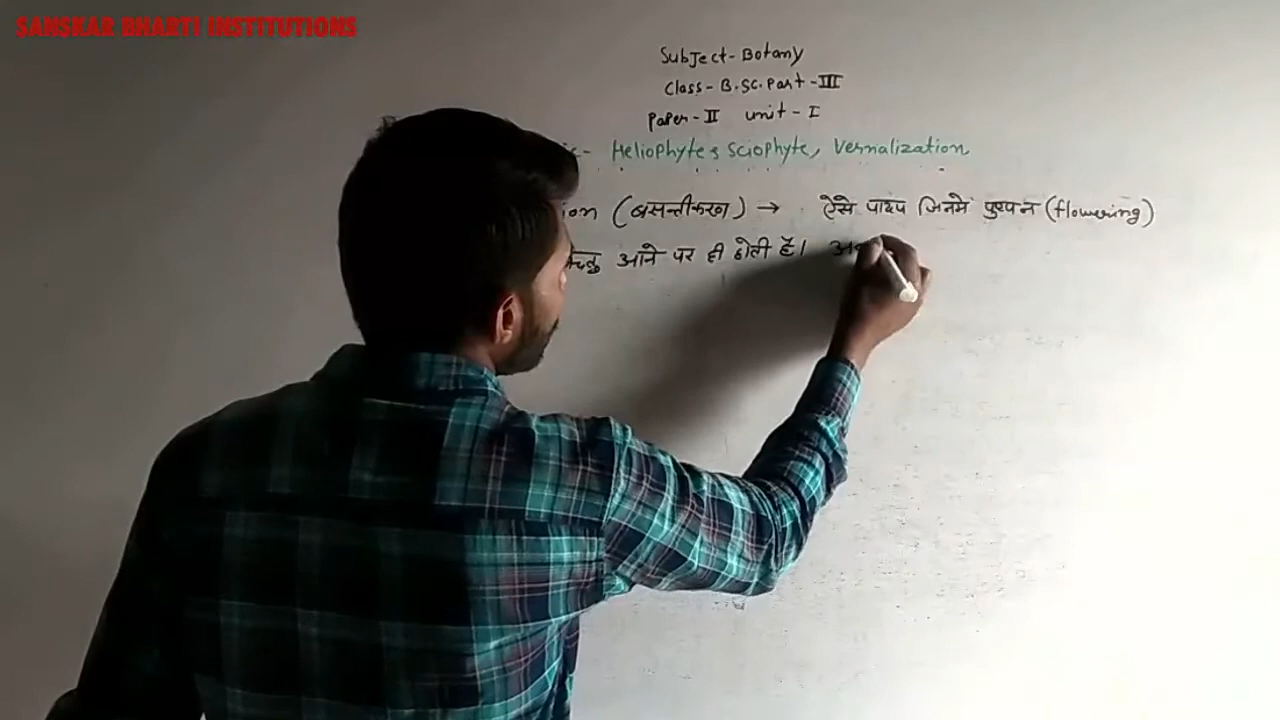 SANSKAR BHARTI INSTITUTIONS
Subject- Botany
Class- B.Sc. Part-III
Paper-II unit-I
Heliophyte, Sciophyte, Vernalization
(बसन्तीकरण) → ऐसे पादप जिनमे पुष्पन (flowering)
आने पर ही होती है।